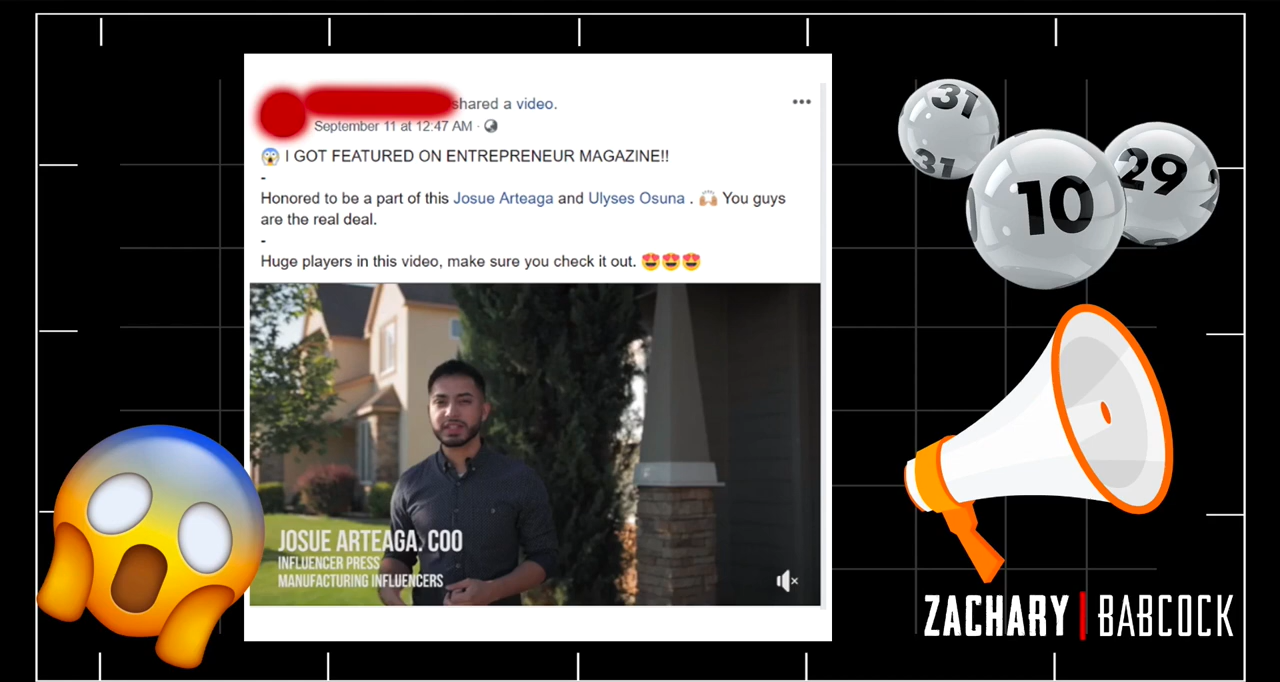 shared a video.
September 11 at 12:47 AM ·
😱 I GOT FEATURED ON ENTREPRENEUR MAGAZINE!!
-
Honored to be a part of this Josue Arteaga and Ulyses Osuna . 🙌🏼 You guys
are the real deal.
-
Huge players in this video, make sure you check it out. 😍😍😍
JOSUE ARTEAGA, COO
INFLUENCER PRESS
MANUFACTURING INFLUENCERS
31
31
10
29
ZACHARY | BABCOCK